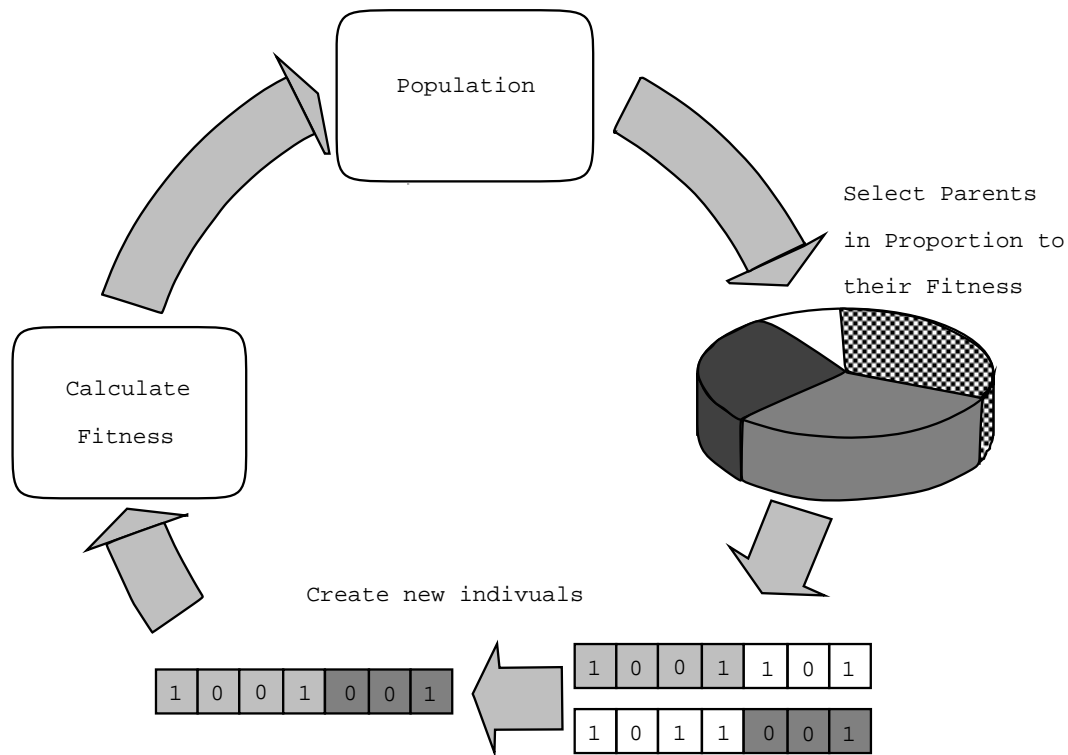 Population
Select Parents
in Proportion to
their Fitness
Calculate
Fitness
Create new indivuals
1 0 0 1 1 0 1
1 0 0 1 0 0 1
1 0 1 1 0 0 1